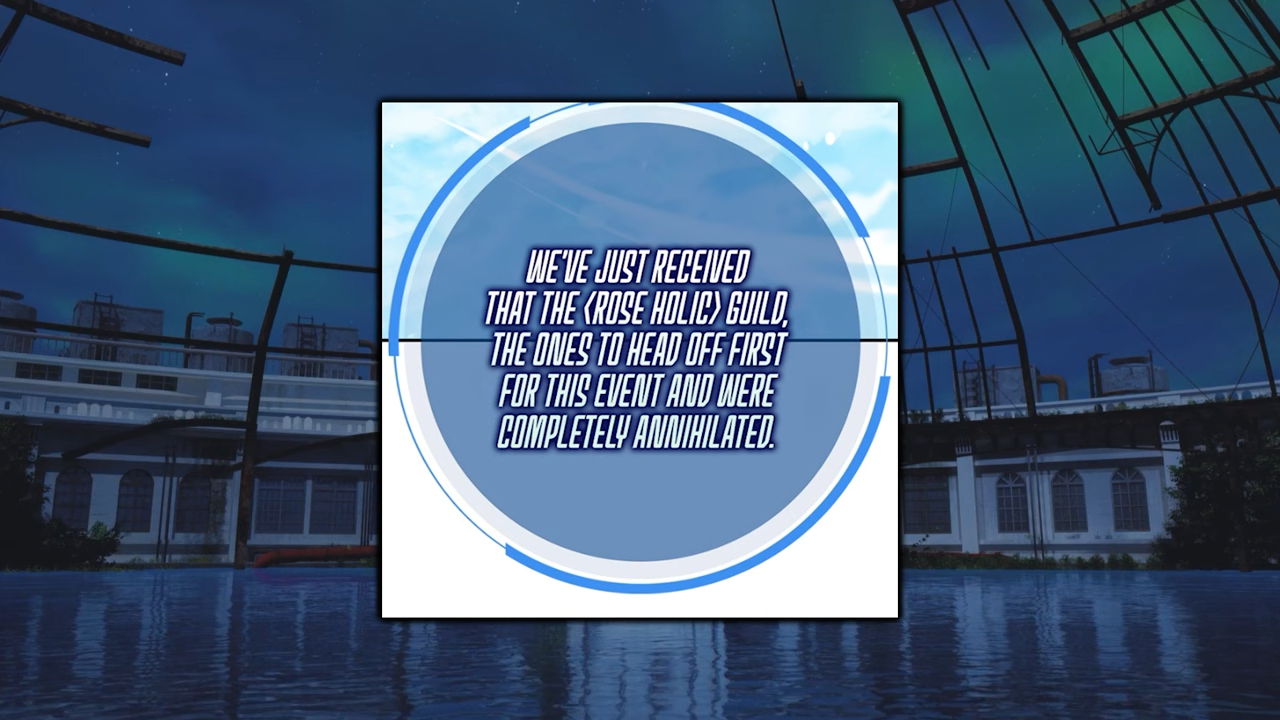 WE'VE JUST RECEIVED
THAT THE <ROSE HOLIC> GUILD,
THE ONES TO HEAD OFF FIRST
FOR THIS EVENT AND WERE
COMPLETELY ANNIHILATED.